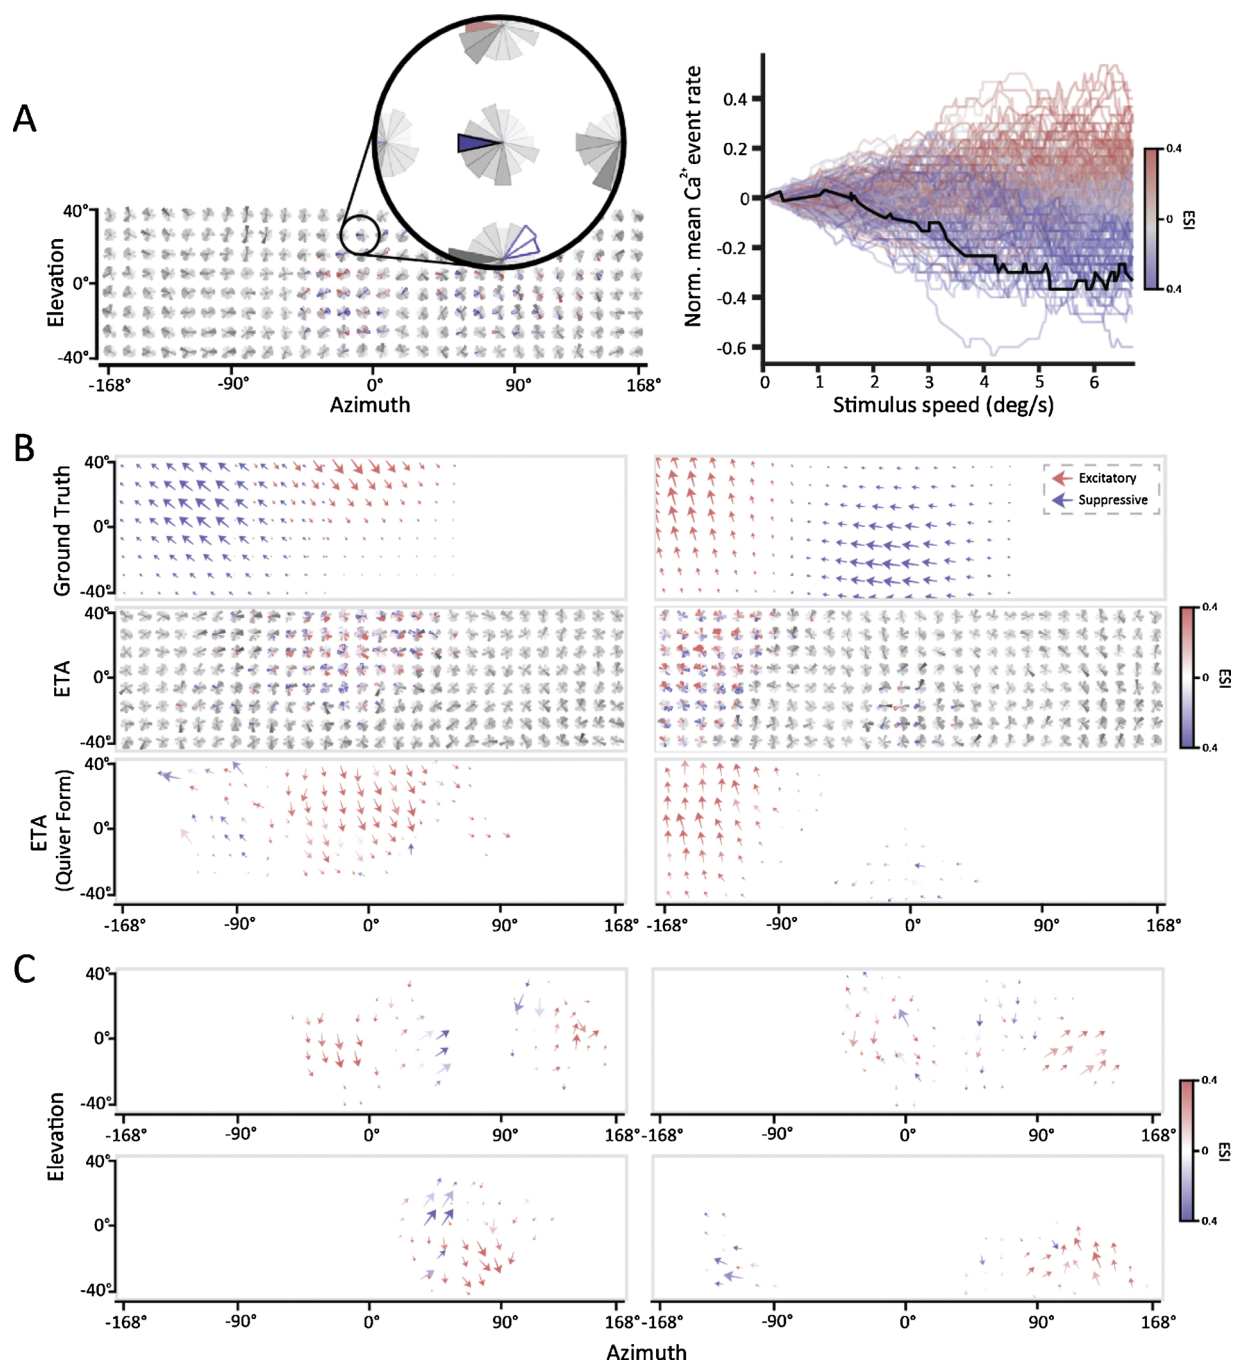 A
40°
0°
-40°
Elevation
-168°
-90°
0°
90°
168°
Azimuth
Norm. mean Ca2+ event rate
0.4
0.2
0
-0.2
-0.4
-0.6
0 1 2 3 4 5 6
Stimulus speed (deg/s)
0.4
0
0.4
ESI
B
Ground Truth
40°
0°
-40°
Excitatory
Suppressive
ETA
40°
0°
-40°
0.4
0
0.4
ESI
ETA
(Quiver Form)
40°
0°
-40°
-168° -90° 0° 90° 168°
-168° -90° 0° 90° 168°
C
Elevation
40°
0°
-40°
-168° -90° 0° 90° 168°
-168° -90° 0° 90° 168°
0.4
0
0.4
ESI
40°
0°
-40°
-168° -90° 0° 90° 168°
-168° -90° 0° 90° 168°
Azimuth